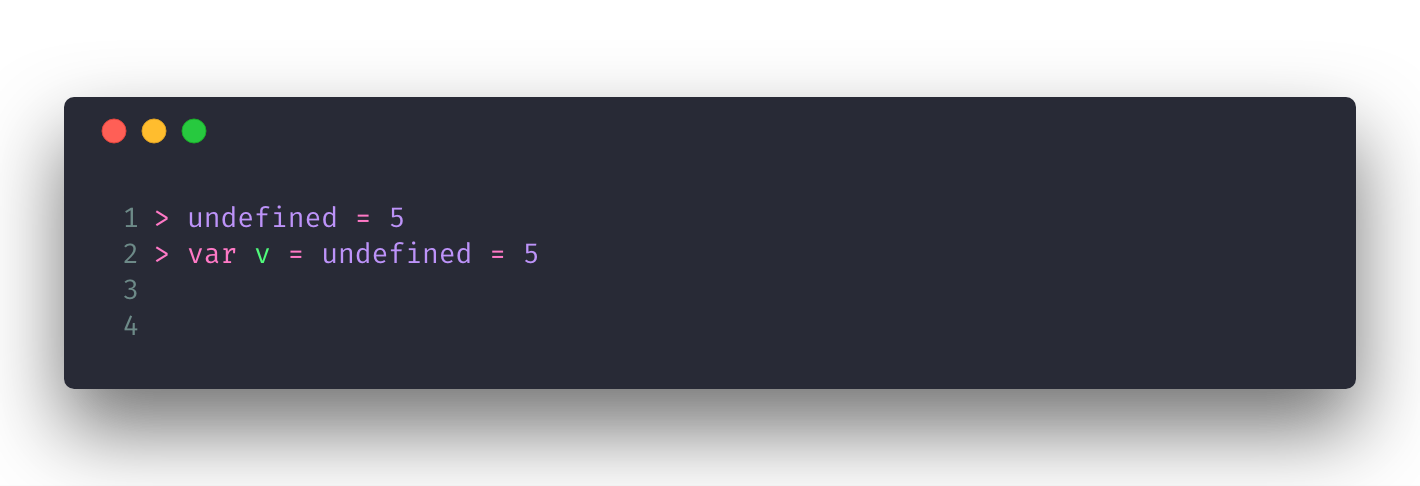 1 > undefined = 5
2 > var v = undefined = 5
3
4